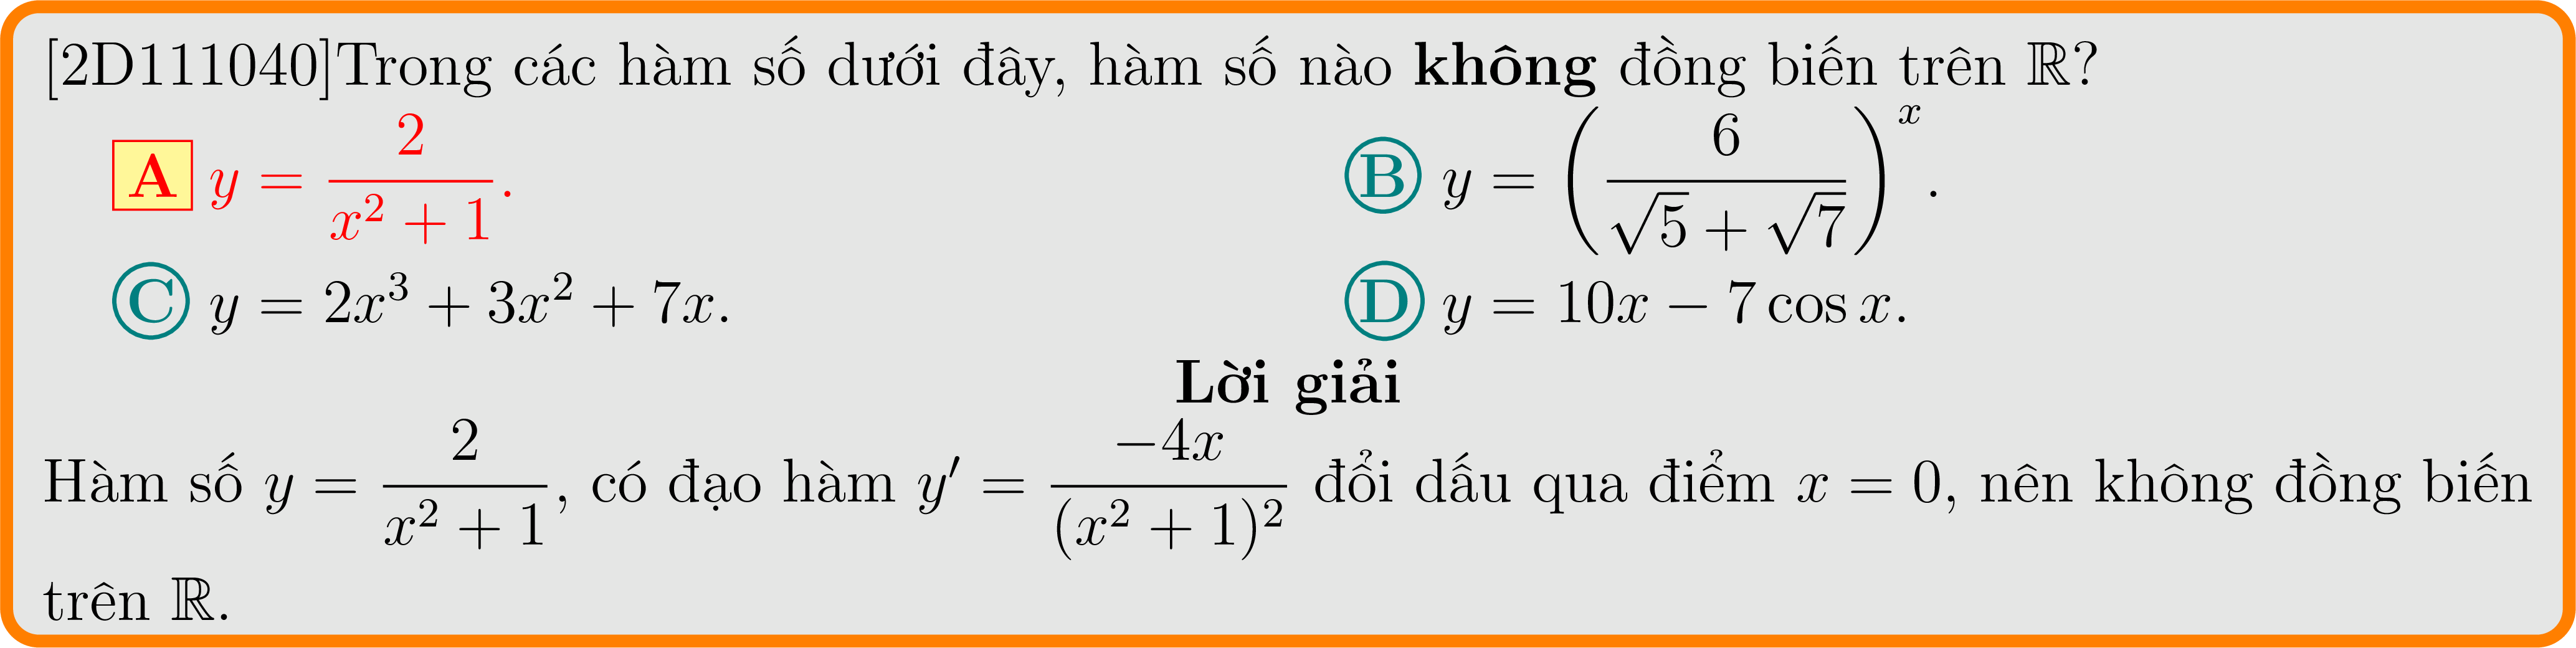 [2D111040]Trong các hàm số dưới đây, hàm số nào không đồng biến trên ℝ?
A y = \frac{2}{x^2 + 1}. B y = \left(\frac{6}{\sqrt{5} + \sqrt{7}}\right)^x.
C y = 2x^3 + 3x^2 + 7x. D y = 10x − 7 cos x.
Lời giải
Hàm số y = \frac{2}{x^2 + 1}, có đạo hàm y′ = \frac{−4x}{(x^2 + 1)^2} đổi dấu qua điểm x = 0, nên không đồng biến
trên ℝ.